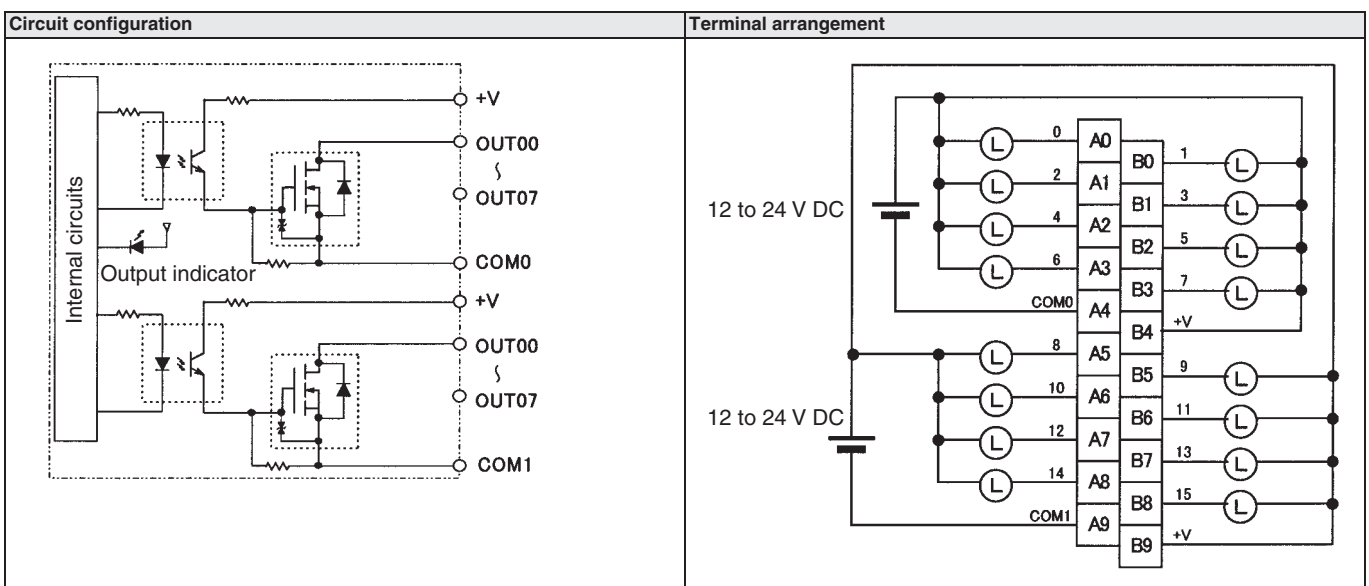 Circuit configuration
Terminal arrangement
Internal circuits
Output indicator
+V
OUT00
OUT07
COM0
+V
OUT00
OUT07
COM1
12 to 24 V DC
12 to 24 V DC
L 0 A0
B0 1 L
L 2 A1
B1 3 L
L 4 A2
B2 5 L
L 6 A3
B3 7 L
COM0 A4
B4 +V
L 8 A5
B5 9 L
L 10 A6
B6 11 L
L 12 A7
B7 13 L
L 14 A8
B8 15 L
COM1 A9
B9 +V